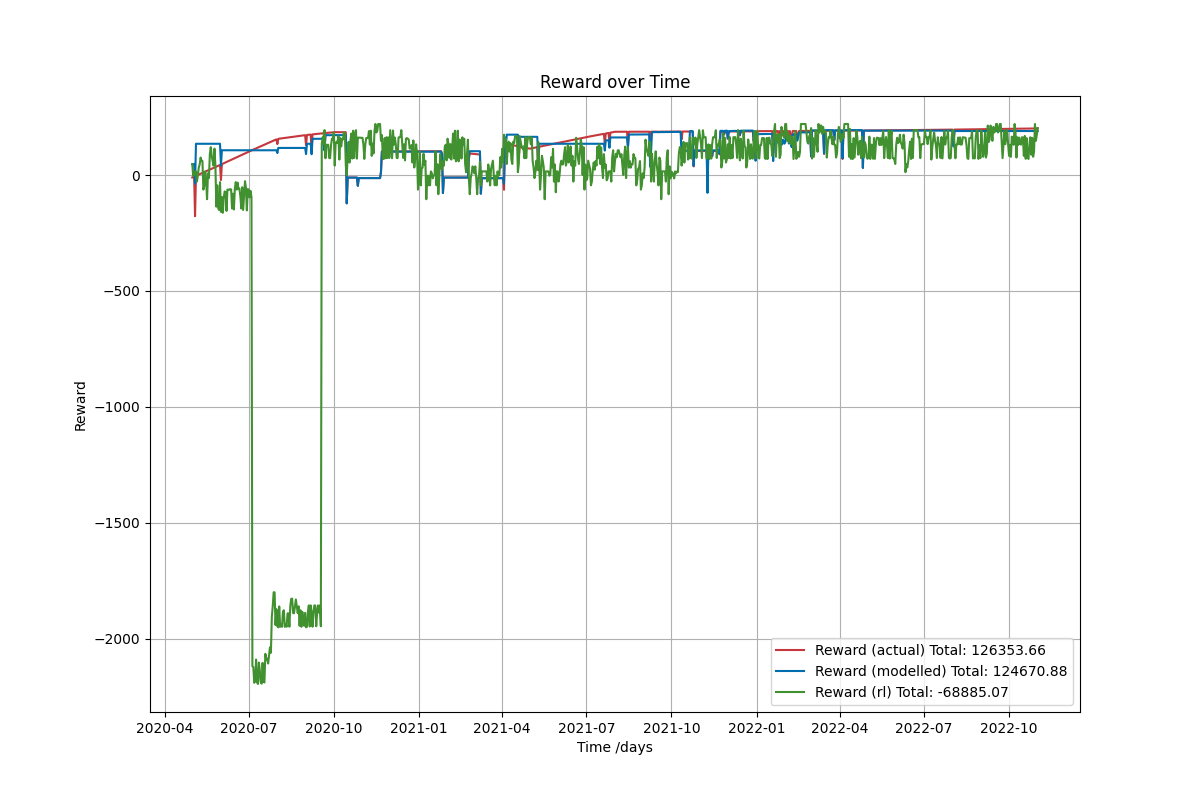 Reward over Time
Reward
0
−500
−1000
−1500
−2000
2020-04 2020-07 2020-10 2021-01 2021-04 2021-07 2021-10 2022-01 2022-04 2022-07 2022-10
Time /days
Reward (actual) Total: 126353.66
Reward (modelled) Total: 124670.88
Reward (rl) Total: -68885.07